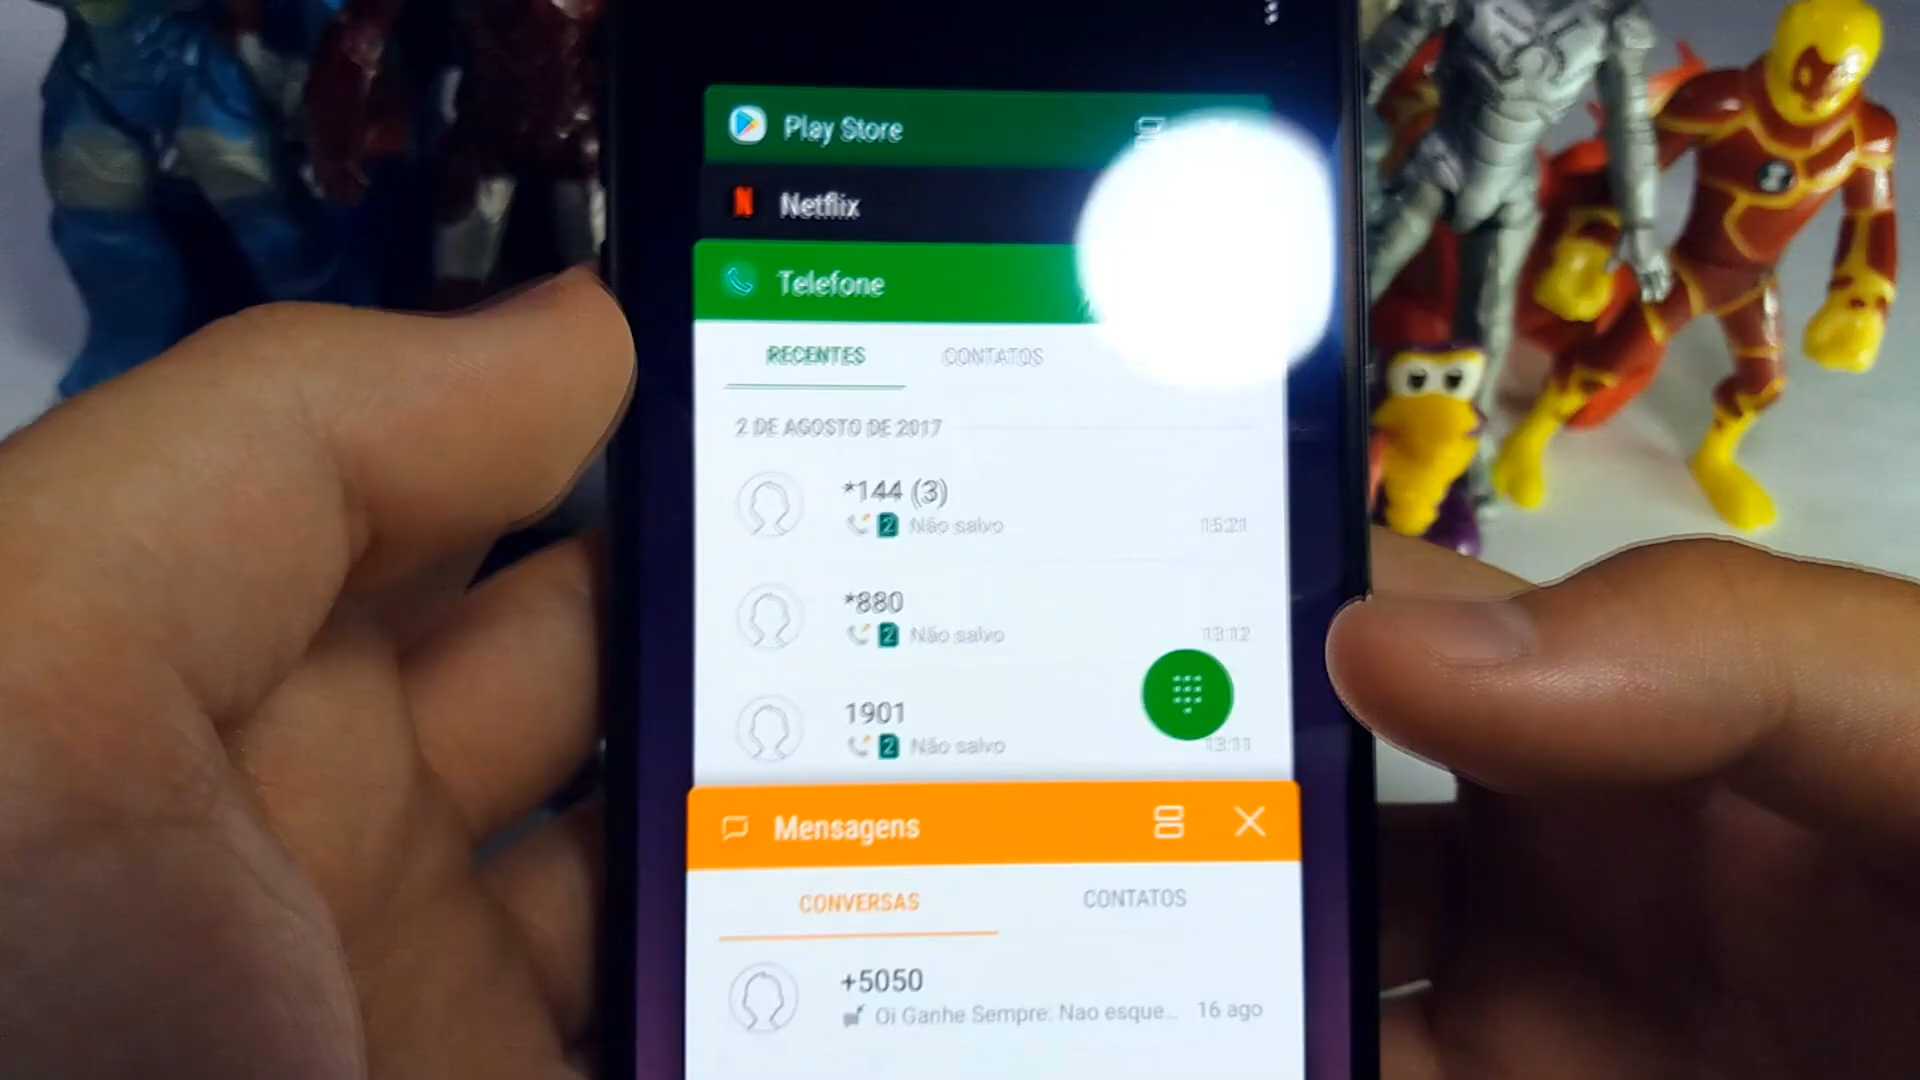 Play Store
Netflix
Telefone
RECENTES CONTATOS
2 DE AGOSTO DE 2017
*144 (3)
2 Não salvo 15:21
*880
2 Não salvo 13:12
1901
2 Não salvo 13:11
Mensagens
CONVERSAS CONTATOS
+5050
Oi Ganhe Sempre: Nao esque... 16 ago